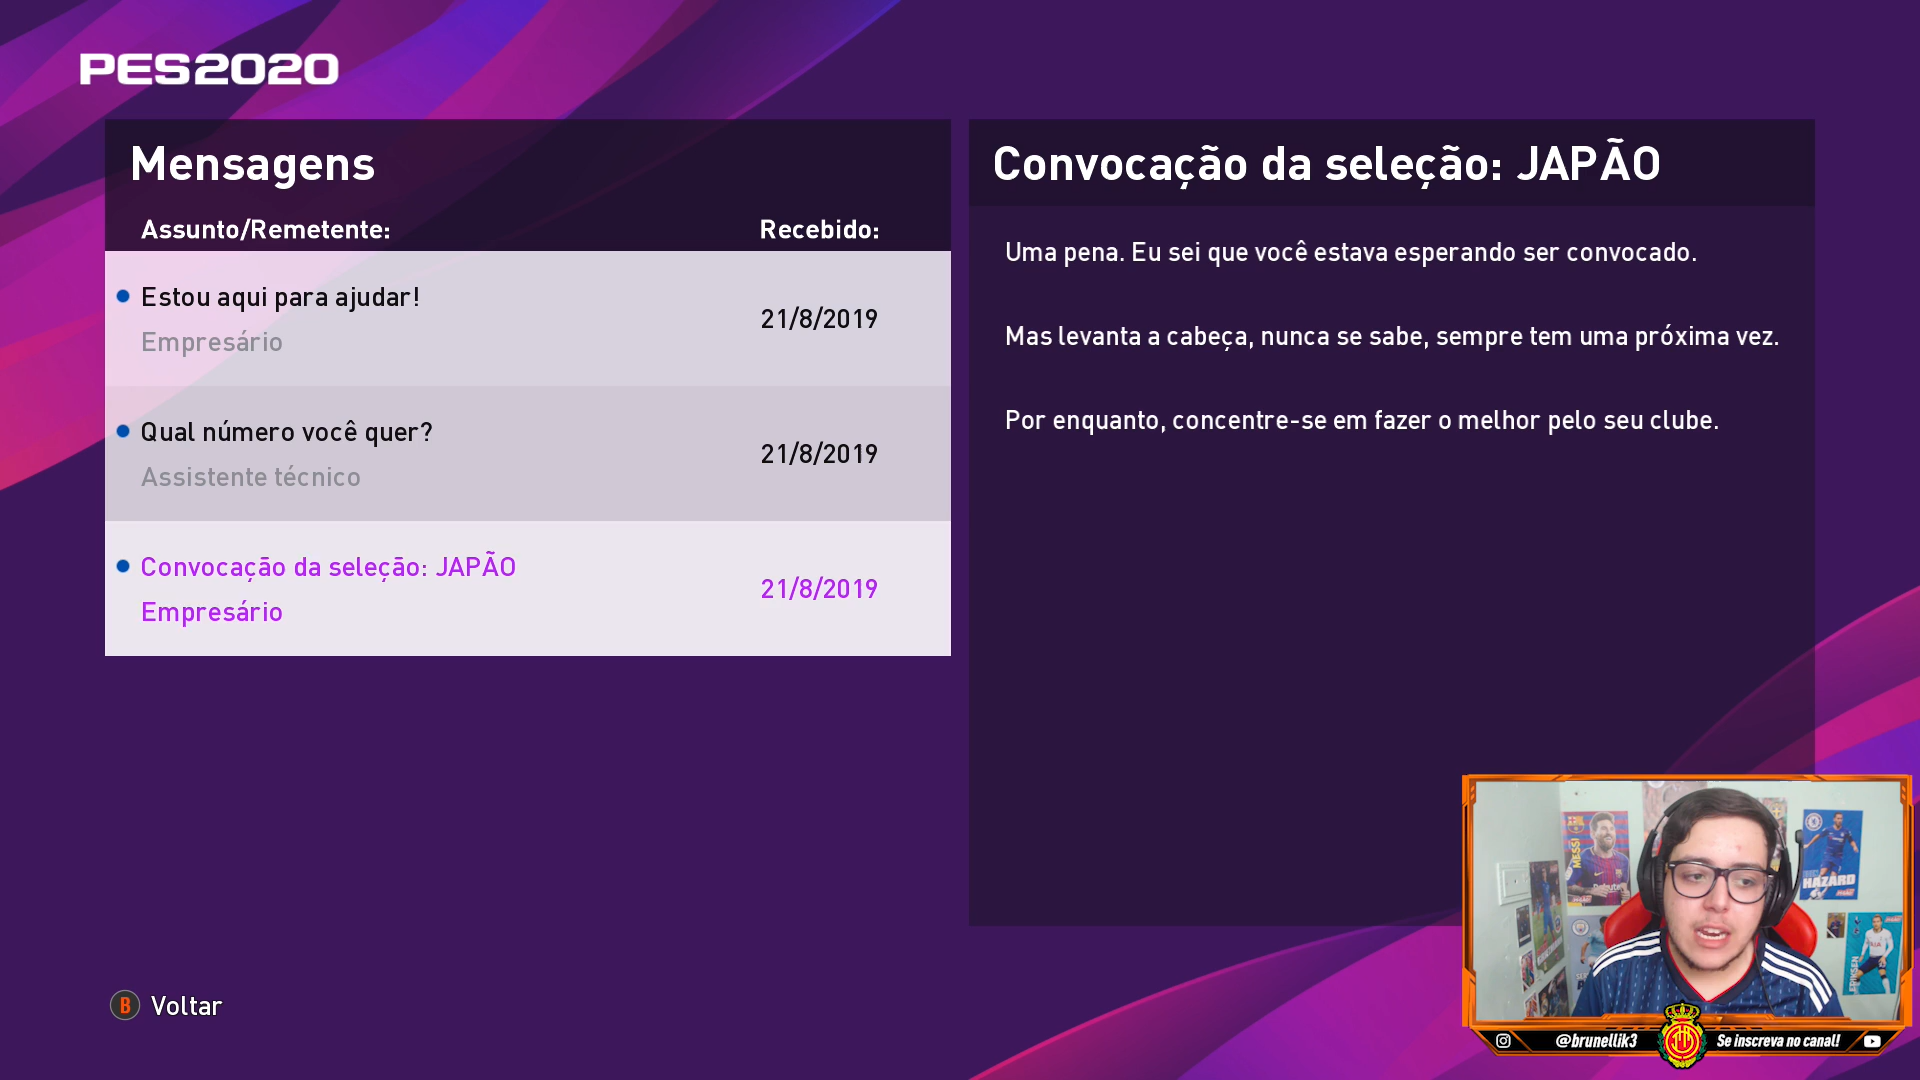 PES2020
Mensagens
Assunto/Remetente:
Recebido:
Estou aqui para ajudar!
Empresário
21/8/2019
Qual número você quer?
Assistente técnico
21/8/2019
Convocação da seleção: JAPÃO
Empresário
21/8/2019
Convocação da seleção: JAPÃO
Uma pena. Eu sei que você estava esperando ser convocado.
Mas levanta a cabeça, nunca se sabe, sempre tem uma próxima vez.
Por enquanto, concentre-se em fazer o melhor pelo seu clube.
B Voltar
MESSI
HAZARD
ERIKSEN
@brunellik3
Se inscreva no canal!